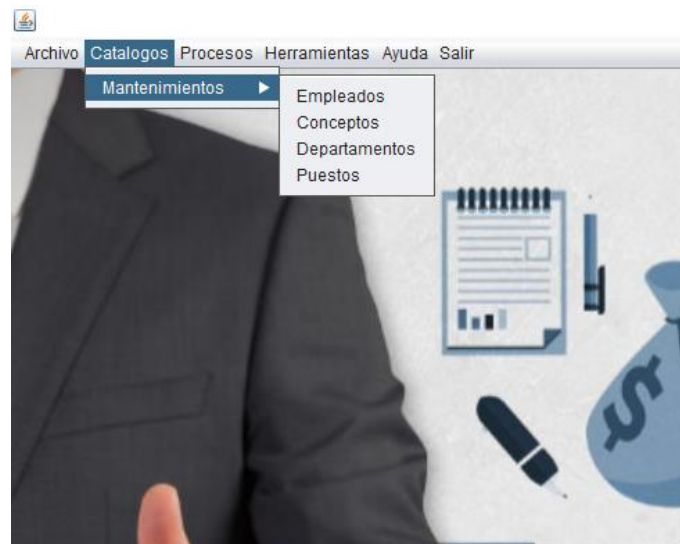 Archivo Catalogos Procesos Herramientas Ayuda Salir
Mantenimientos
Empleados
Conceptos
Departamentos
Puestos
$